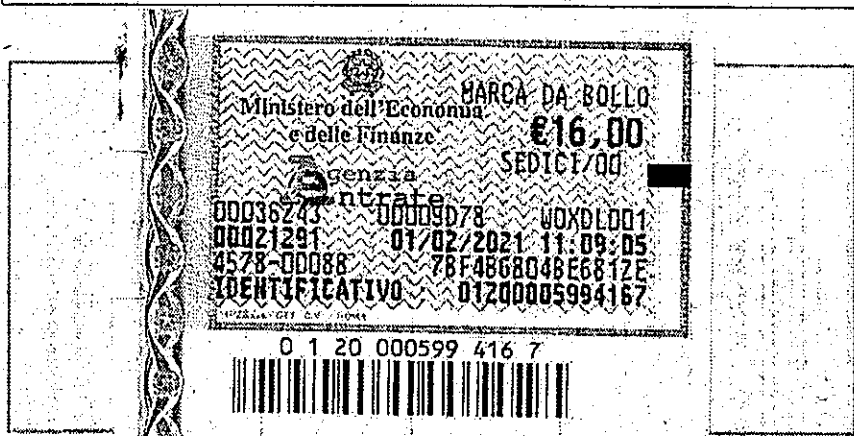 Ministero dell'Economia
e delle Finanze
MARCA DA BOLLO
€16,00
SEDICI/00
Agenzia
Entrate
00036243 00009D78 W0XDL001
00021291 01/02/2021 11:09:05
4578-00088 7BF4B6804BE6812E
IDENTIFICATIVO 01200005994167
0 1 20 000599 416 7